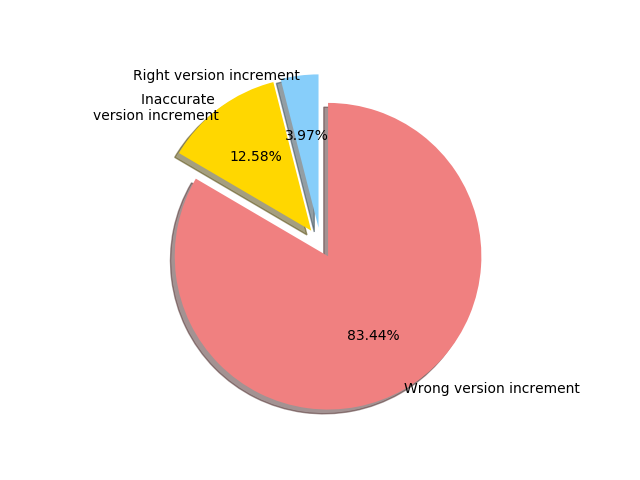 Right version increment
Inaccurate
version increment
3.97%
12.58%
83.44%
Wrong version increment